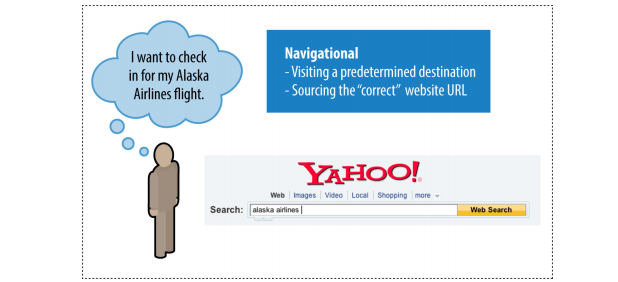 I want to check
in for my Alaska
Airlines flight.
Navigational
- Visiting a predetermined destination
- Sourcing the “correct” website URL
YAHOO!
Web | Images | Video | Local | Shopping | more
Search: alaska airlines Web Search